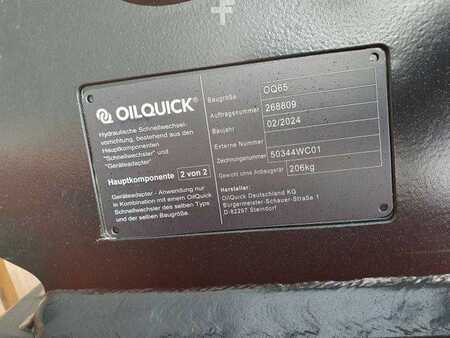 OILQUICK®
Hydraulische Schnellwechsel-
vorrichtung, bestehend aus den
Hauptkomponenten
"Schnellwechsler" und
"Geräteadapter"
Hauptkomponente 2 von 2
Geräteadapter - Anwendung nur
in Kombination mit einem OilQuick
Schnellwechsler des selben Typs
und der selben Baugröße.
Baugröße OQ65
Auftragsnummer 268809
Baujahr 02/2024
Externe Nummer
Zeichnungsnummer 50344WC01
Gewicht ohne Anbaugerät 206kg
Hersteller:
OilQuick Deutschland KG
Bürgermeister-Schauer-Straße 1
D-82297 Steindorf